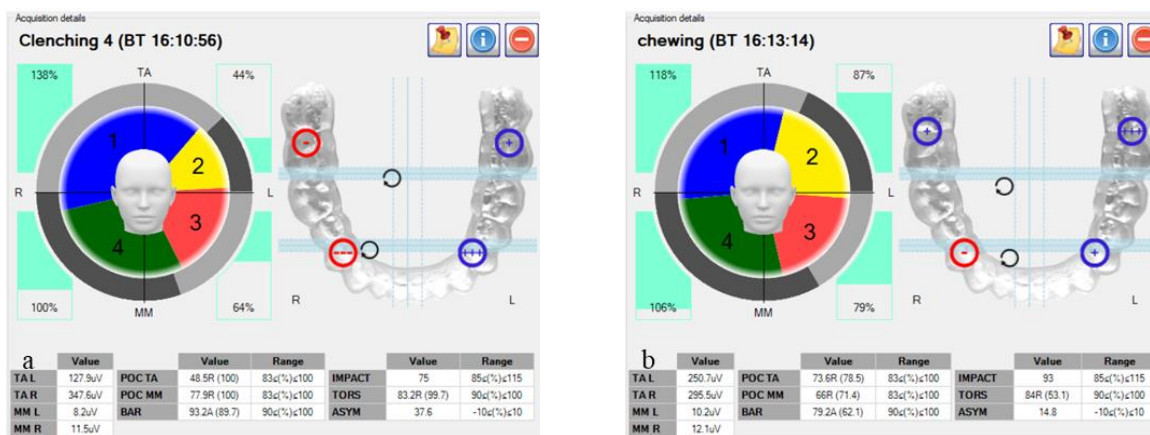 Acquisition details
Clenching 4 (BT 16:10:56)
138% TA 44%
1 2
R L
4 3
100% MM 64%
R L
a
Value Value Range Value Range
TA L 127.9uV POC TA 48.5R (100) 83≤(%)≤100 IMPACT 75 85≤(%)≤115
TA R 347.6uV POC MM 77.9R (100) 83≤(%)≤100 TORS 83.2R (99.7) 90≤(%)≤100
MM L 8.2uV BAR 93.2A (89.7) 90≤(%)≤100 ASYM 37.6 -10≤(%)≤10
MM R 11.5uV
Acquisition details
chewing (BT 16:13:14)
118% TA 87%
1 2
R L
4 3
106% MM 79%
R L
b
Value Value Range Value Range
TA L 250.7uV POC TA 73.6R (78.5) 83≤(%)≤100 IMPACT 93 85≤(%)≤115
TA R 295.5uV POC MM 66R (71.4) 83≤(%)≤100 TORS 84R (53.1) 90≤(%)≤100
MM L 10.2uV BAR 79.2A (62.1) 90≤(%)≤100 ASYM 14.8 -10≤(%)≤10
MM R 12.1uV